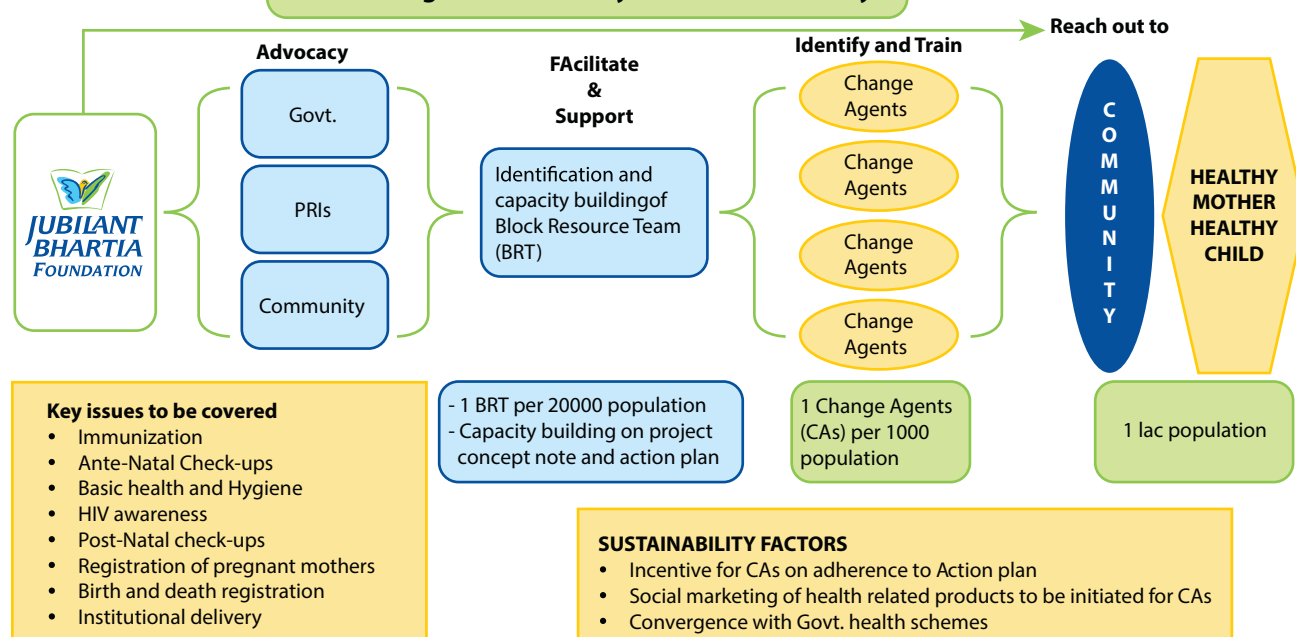 Reach out to
Advocacy
FAcilitate
&
Support
Identify and Train
JUBILANT
BHARTIA
FOUNDATION
Govt.
PRIs
Community
Identification and
capacity buildingof
Block Resource Team
(BRT)
Change
Agents
Change
Agents
Change
Agents
Change
Agents
COMMUNITY
HEALTHY
MOTHER
HEALTHY
CHILD
Key issues to be covered
• Immunization
• Ante-Natal Check-ups
• Basic health and Hygiene
• HIV awareness
• Post-Natal check-ups
• Registration of pregnant mothers
• Birth and death registration
• Institutional delivery
- 1 BRT per 20000 population
- Capacity building on project
concept note and action plan
1 Change Agents
(CAs) per 1000
population
1 lac population
SUSTAINABILITY FACTORS
• Incentive for CAs on adherence to Action plan
• Social marketing of health related products to be initiated for CAs
• Convergence with Govt. health schemes